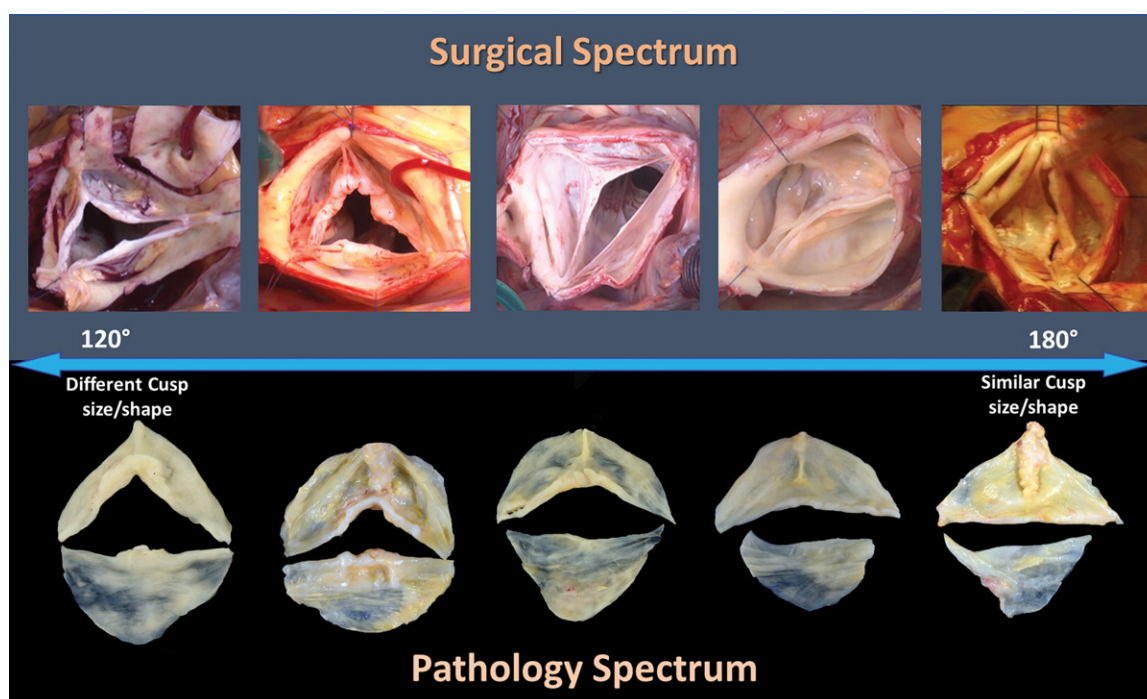 Surgical Spectrum
120°
180°
Different Cusp
size/shape
Similar Cusp
size/shape
Pathology Spectrum